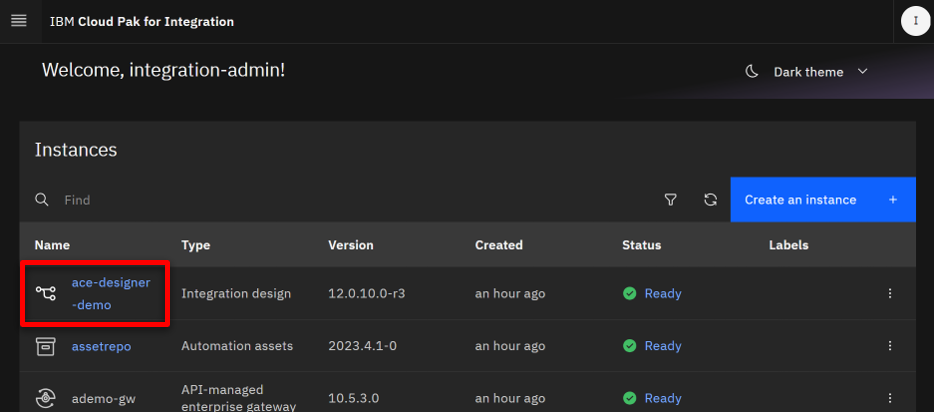 IBM Cloud Pak for Integration
I
Welcome, integration-admin!
Dark theme
Instances
Find
Create an instance +
Name Type Version Created Status Labels
ace-designer
-demo
Integration design 12.0.10.0-r3 an hour ago Ready
assetrepo Automation assets 2023.4.1-0 an hour ago Ready
ademo-gw
API-managed
enterprise gateway
10.5.3.0 an hour ago Ready